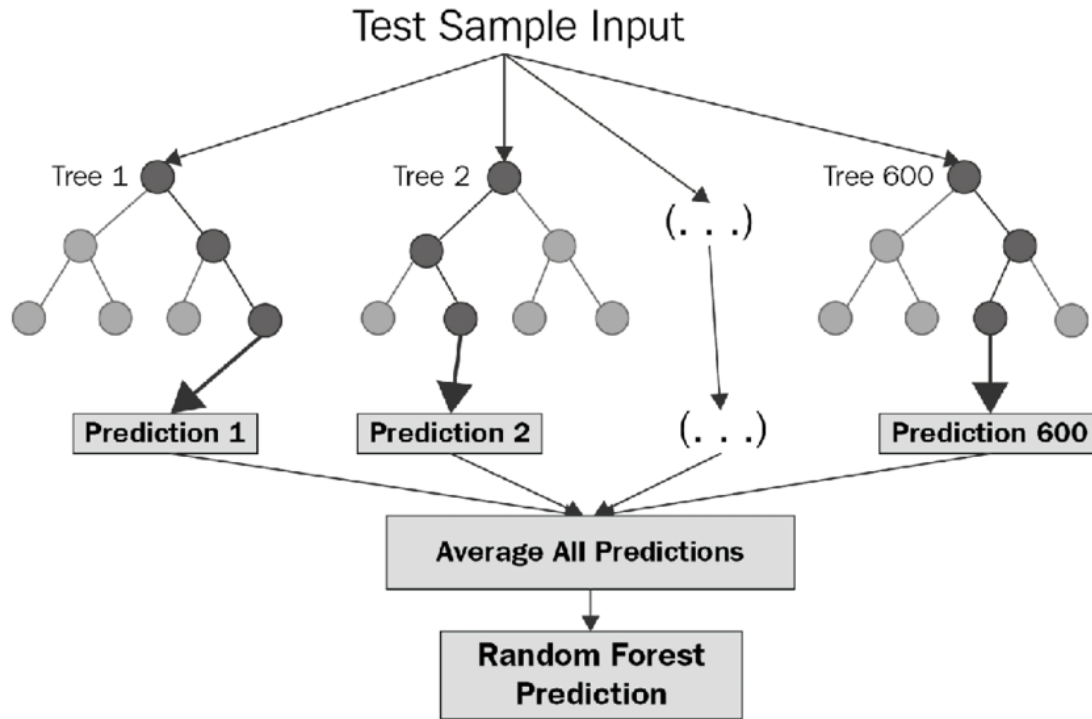 Test Sample Input
Tree 1
Tree 2
(. . .)
Tree 600
Prediction 1
Prediction 2
(. . .)
Prediction 600
Average All Predictions
Random Forest
Prediction